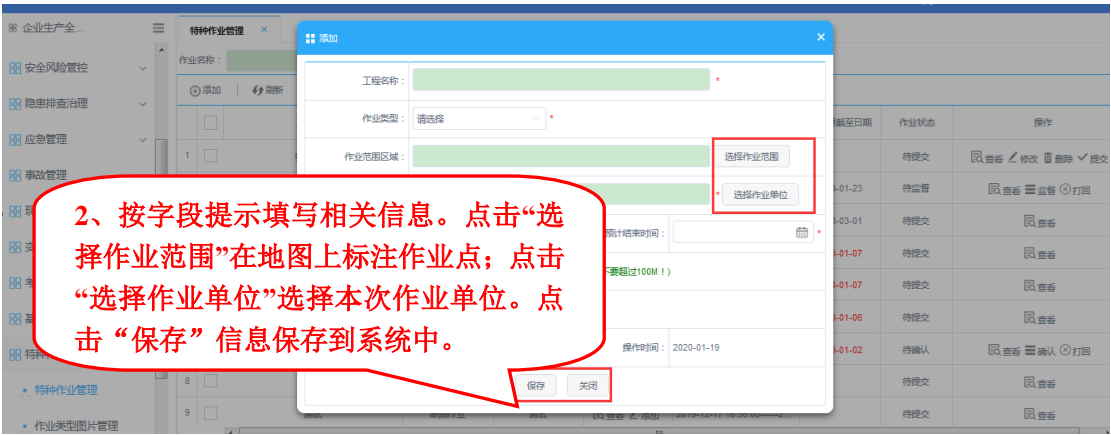 企业生产全...
特种作业管理 ×
添加 ×
安全风险管控
作业名称：
工程名称： *
隐患排查治理
添加 刷新
作业类型： 请选择 *
应急管理
截至日期 作业状态 操作
作业范围区域： 选择作业范围
1 待提交 查看 修改 删除 提交
事故管理
* 选择作业单位
-01-23 待监督 查看 监督 打回
2、按字段提示填写相关信息。点击“选
择作业范围”在地图上标注作业点；点击
“选择作业单位”选择本次作业单位。点
击“保存”信息保存到系统中。
预计结束时间： *
-03-01 待提交 查看
不要超过100M！)
-01-07 待提交 查看
-01-07 待提交 查看
-01-06 待提交 查看
操作时间： 2020-01-19
-01-02 待确认 查看 确认 打回
特种作业管理
8 待提交 查看
保存 关闭
9 待提交 查看
作业类型图片管理